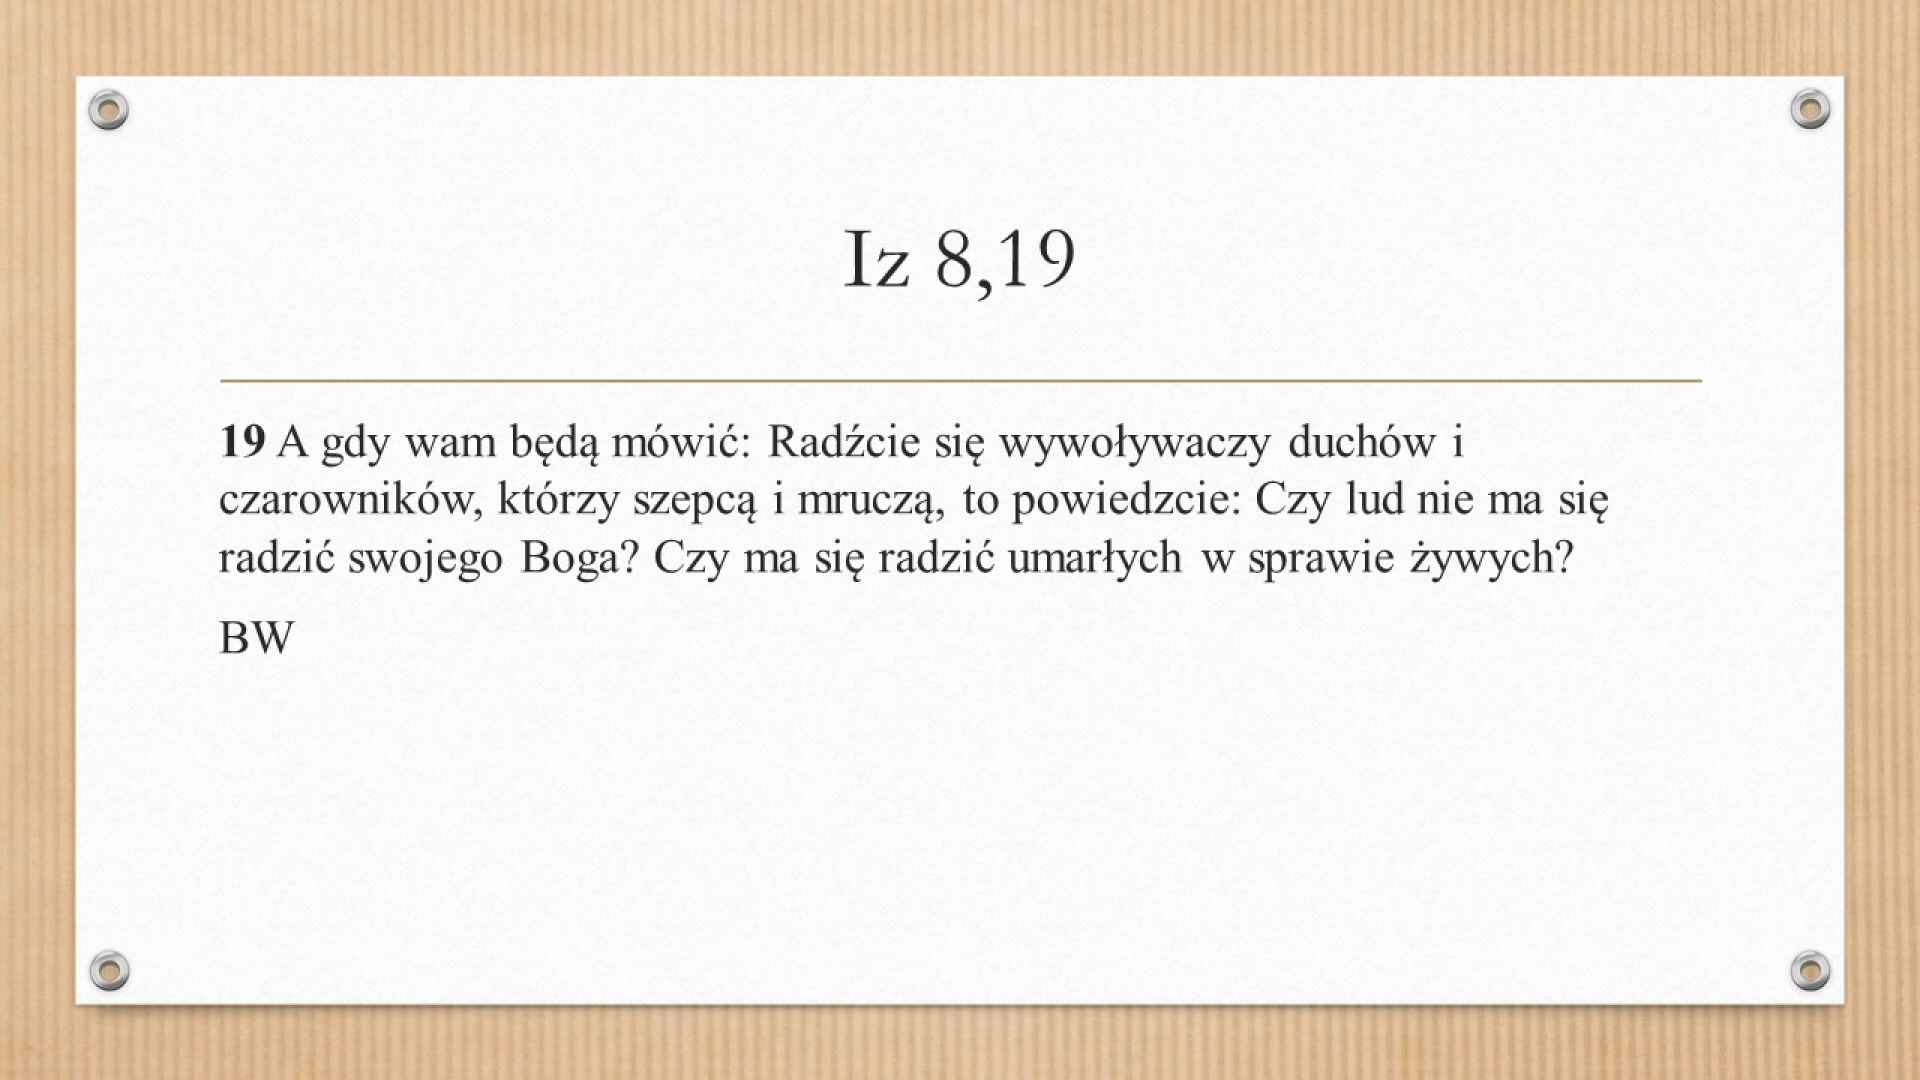 Iz 8,19
19 A gdy wam będą mówić: Radźcie się wywoływaczy duchów i
czarowników, którzy szepcą i mruczą, to powiedzcie: Czy lud nie ma się
radzić swojego Boga? Czy ma się radzić umarłych w sprawie żywych?
BW